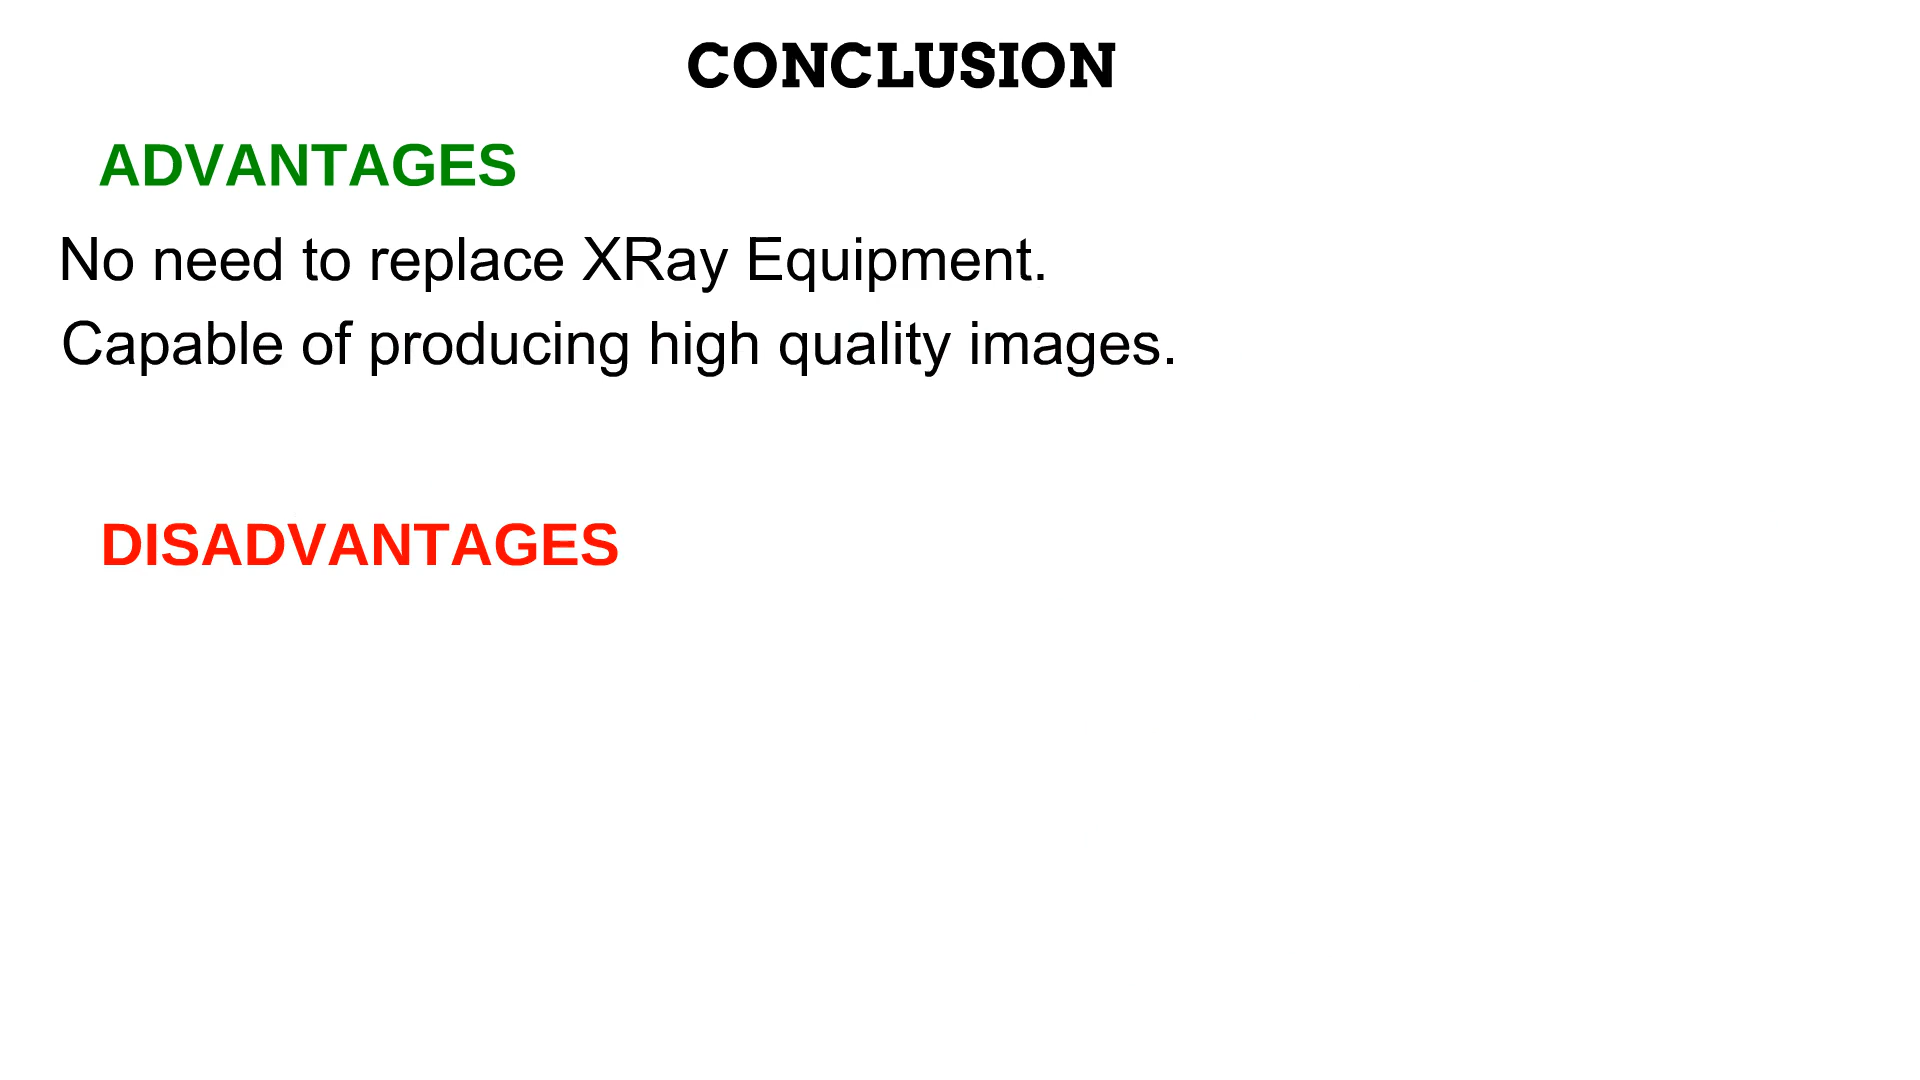 CONCLUSION
ADVANTAGES
No need to replace XRay Equipment.
Capable of producing high quality images.
DISADVANTAGES